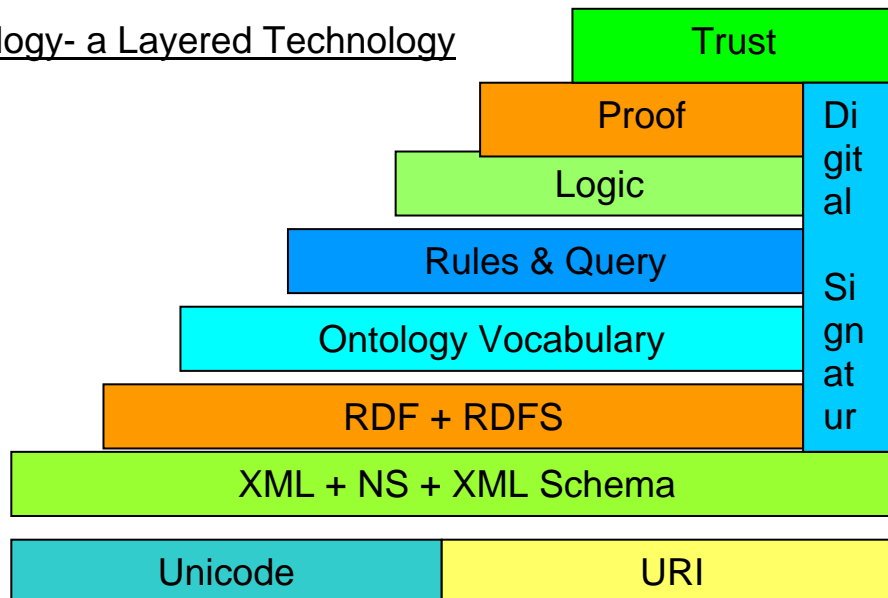 logy- a Layered Technology
Trust
Proof
Logic
Rules & Query
Ontology Vocabulary
RDF + RDFS
XML + NS + XML Schema
Unicode
URI
Di
git
al
Si
gn
at
ur